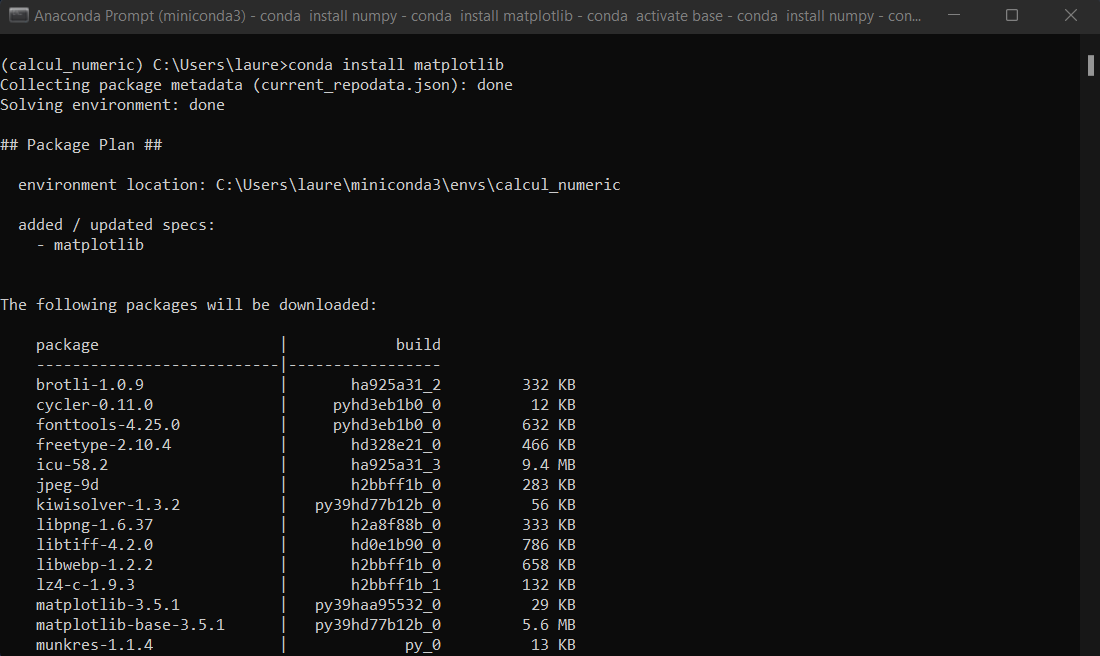 Anaconda Prompt (miniconda3) - conda  install numpy - conda  install matplotlib - conda  activate base - conda  install numpy - con...
(calcul_numeric) C:\Users\laure>conda install matplotlib
Collecting package metadata (current_repodata.json): done
Solving environment: done
## Package Plan ##
  environment location: C:\Users\laure\miniconda3\envs\calcul_numeric
  added / updated specs:
    - matplotlib
The following packages will be downloaded:
    package                    |            build
    ---------------------------|-----------------
    brotli-1.0.9               |       ha925a31_2         332 KB
    cycler-0.11.0              |     pyhd3eb1b0_0          12 KB
    fonttools-4.25.0           |     pyhd3eb1b0_0         632 KB
    freetype-2.10.4            |       hd328e21_0         466 KB
    icu-58.2                   |       ha925a31_3         9.4 MB
    jpeg-9d                    |       h2bbff1b_0         283 KB
    kiwisolver-1.3.2           |   py39hd77b12b_0          56 KB
    libpng-1.6.37              |       h2a8f88b_0         333 KB
    libtiff-4.2.0              |       hd0e1b90_0         786 KB
    libwebp-1.2.2              |       h2bbff1b_0         658 KB
    lz4-c-1.9.3                |       h2bbff1b_1         132 KB
    matplotlib-3.5.1           |   py39haa95532_0          29 KB
    matplotlib-base-3.5.1      |   py39hd77b12b_0         5.6 MB
    munkres-1.1.4              |             py_0          13 KB